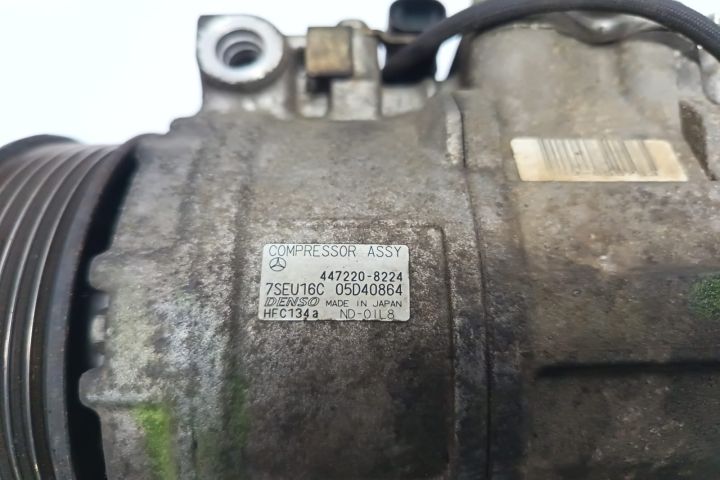 COMPRESSOR ASSY
447220-8224
7SEU16C 05D40864
DENSO MADE IN JAPAN
HFC134a ND-OIL8